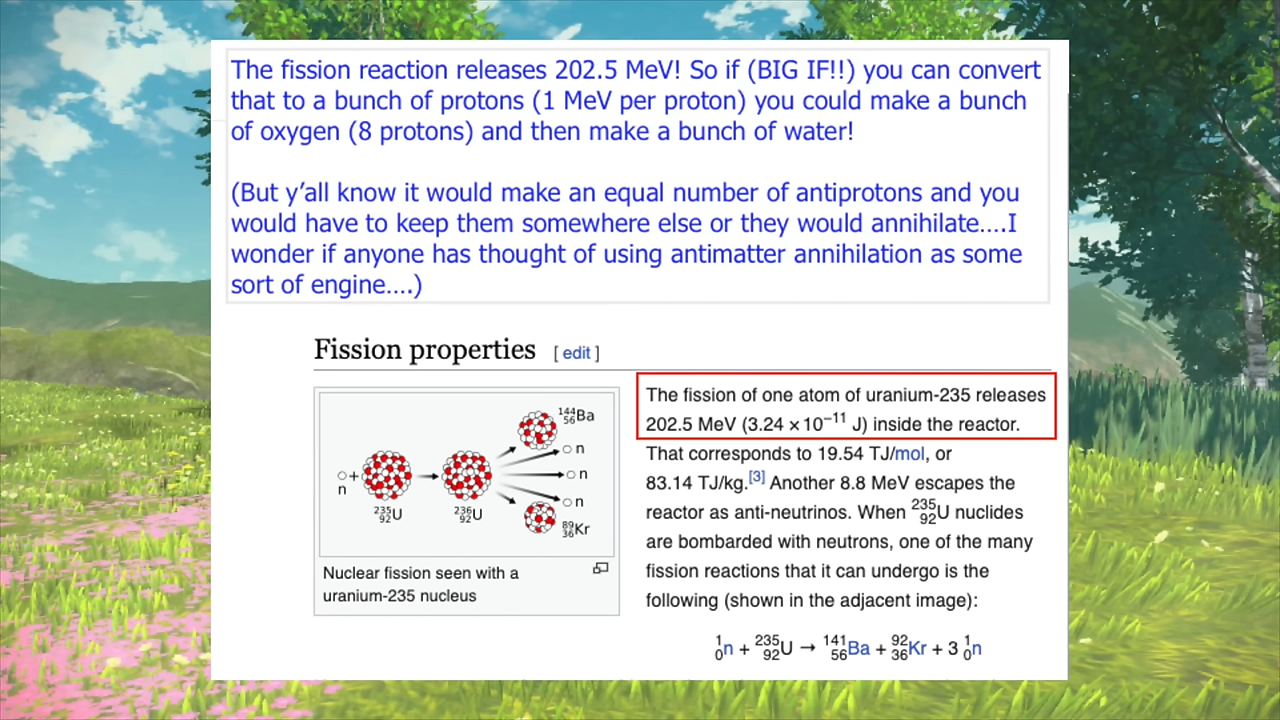 The fission reaction releases 202.5 MeV! So if (BIG IF!!) you can convert
that to a bunch of protons (1 MeV per proton) you could make a bunch
of oxygen (8 protons) and then make a bunch of water!
(But y’all know it would make an equal number of antiprotons and you
would have to keep them somewhere else or they would annihilate….I
wonder if anyone has thought of using antimatter annihilation as some
sort of engine….)
Fission properties [ edit ]
¹⁴⁴₅₆Ba
n
n
n
n
²³⁵₉₂U
²³⁶₉₂U
⁸⁹₃₆Kr
Nuclear fission seen with a
uranium-235 nucleus
The fission of one atom of uranium-235 releases
202.5 MeV (3.24 × 10⁻¹¹ J) inside the reactor.
That corresponds to 19.54 TJ/mol, or
83.14 TJ/kg.[3] Another 8.8 MeV escapes the
reactor as anti-neutrinos. When ²³⁵₉₂U nuclides
are bombarded with neutrons, one of the many
fission reactions that it can undergo is the
following (shown in the adjacent image):
¹₀n + ²³⁵₉₂U → ¹⁴¹₅₆Ba + ⁹²₃₆Kr + 3 ¹₀n